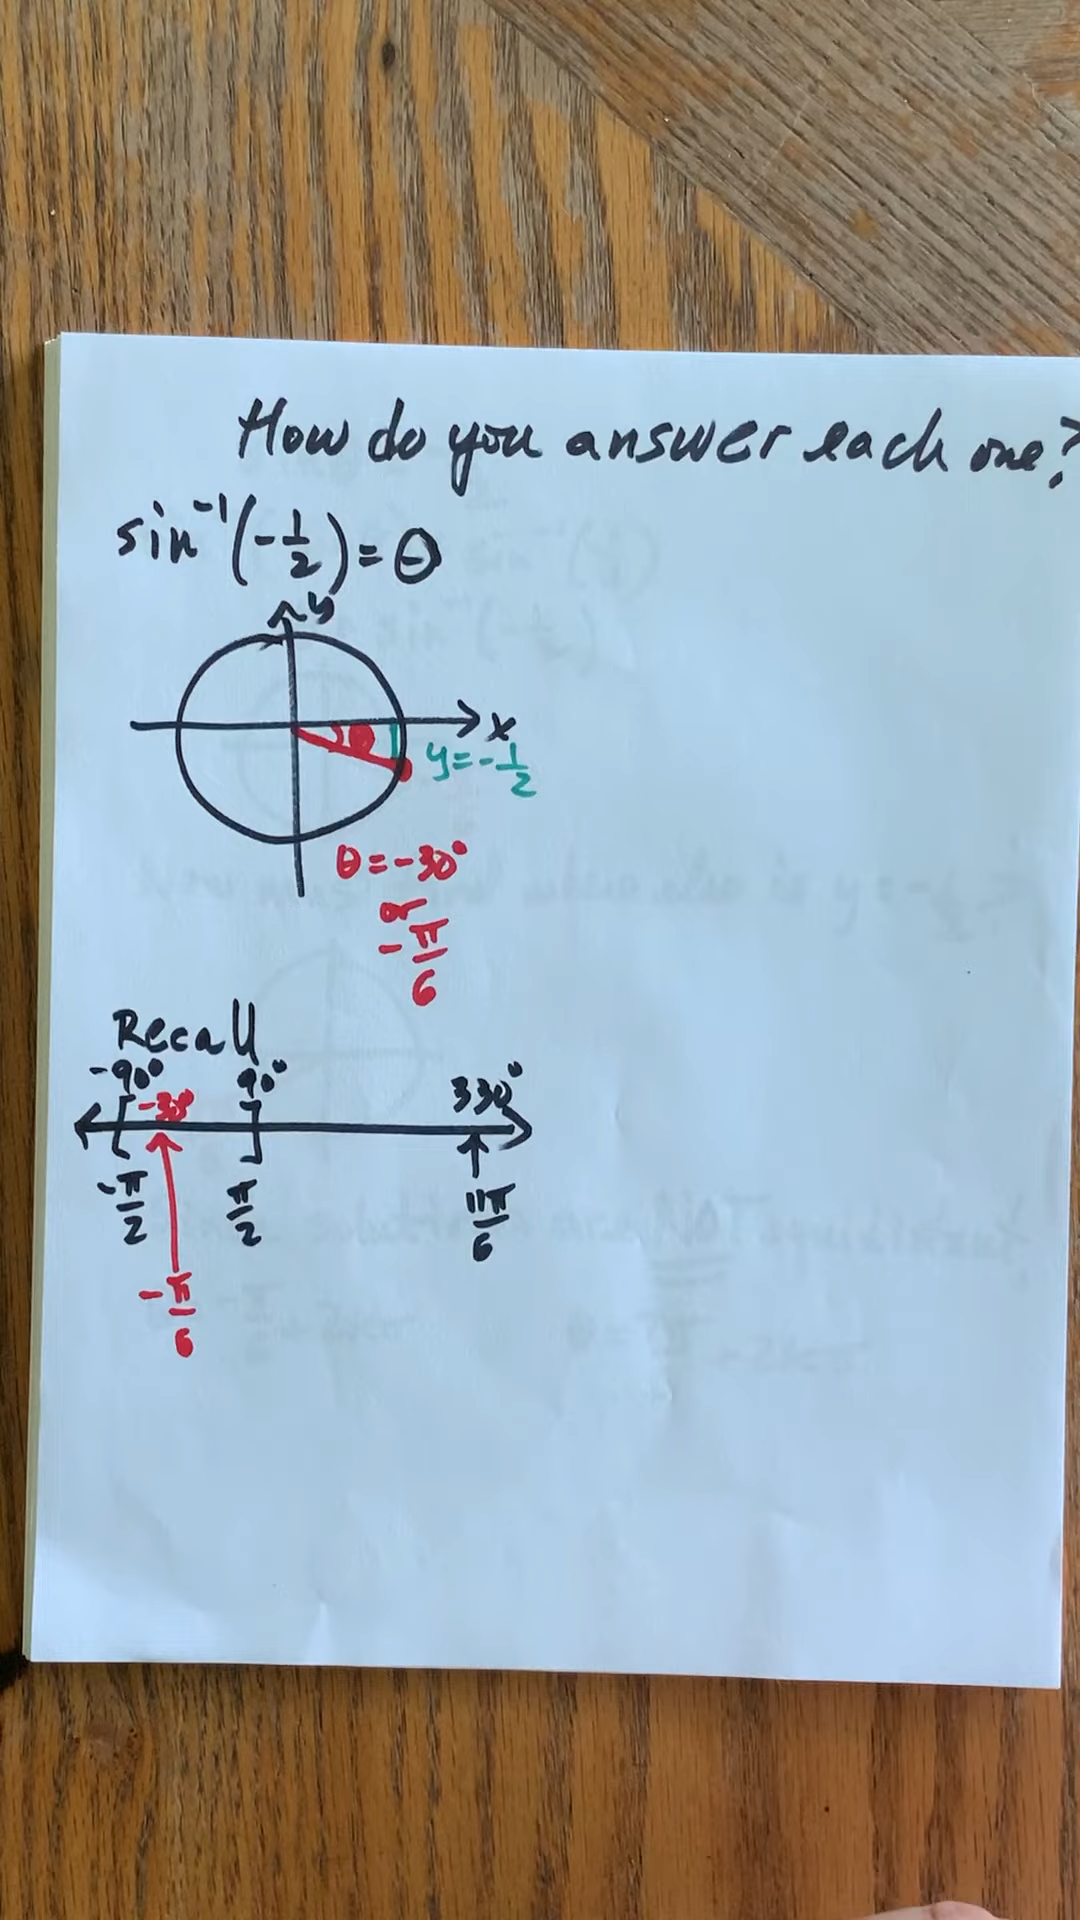 How do you answer each one?
sin⁻¹(-1/2) = θ
y
x
θ
y = -1/2
θ = -30°
or
-π/6
Recall
-90° -30° 90° 330°
[ ]
-π/2 π/2 11π/6
-π/6